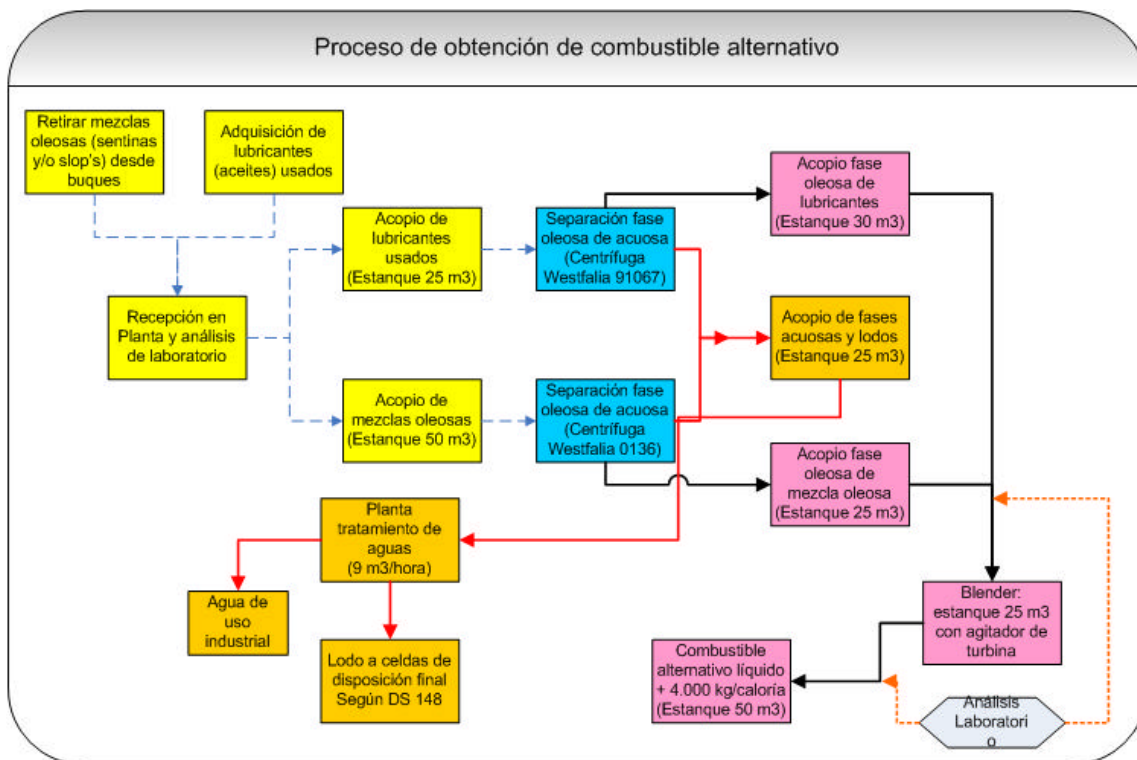 Proceso de obtención de combustible alternativo
Retirar mezclas
oleosas (sentinas
y/o slop's) desde
buques
Adquisición de
lubricantes
(aceites) usados
Recepción en
Planta y análisis
de laboratorio
Acopio de
lubricantes
usados
(Estanque 25 m3)
Acopio de
mezclas oleosas
(Estanque 50 m3)
Separación fase
oleosa de acuosa
(Centrífuga
Westfalia 91067)
Separación fase
oleosa de acuosa
(Centrífuga
Westfalia 0136)
Acopio fase
oleosa de
lubricantes
(Estanque 30 m3)
Acopio de fases
acuosas y lodos
(Estanque 25 m3)
Acopio fase
oleosa de
mezcla oleosa
(Estanque 25 m3)
Planta
tratamiento de
aguas
(9 m3/hora)
Agua de
uso
industrial
Lodo a celdas de
disposición final
Según DS 148
Blender:
estanque 25 m3
con agitador de
turbina
Combustible
alternativo líquido
+ 4.000 kg/caloría
(Estanque 50 m3)
Análisis
Laboratori
o